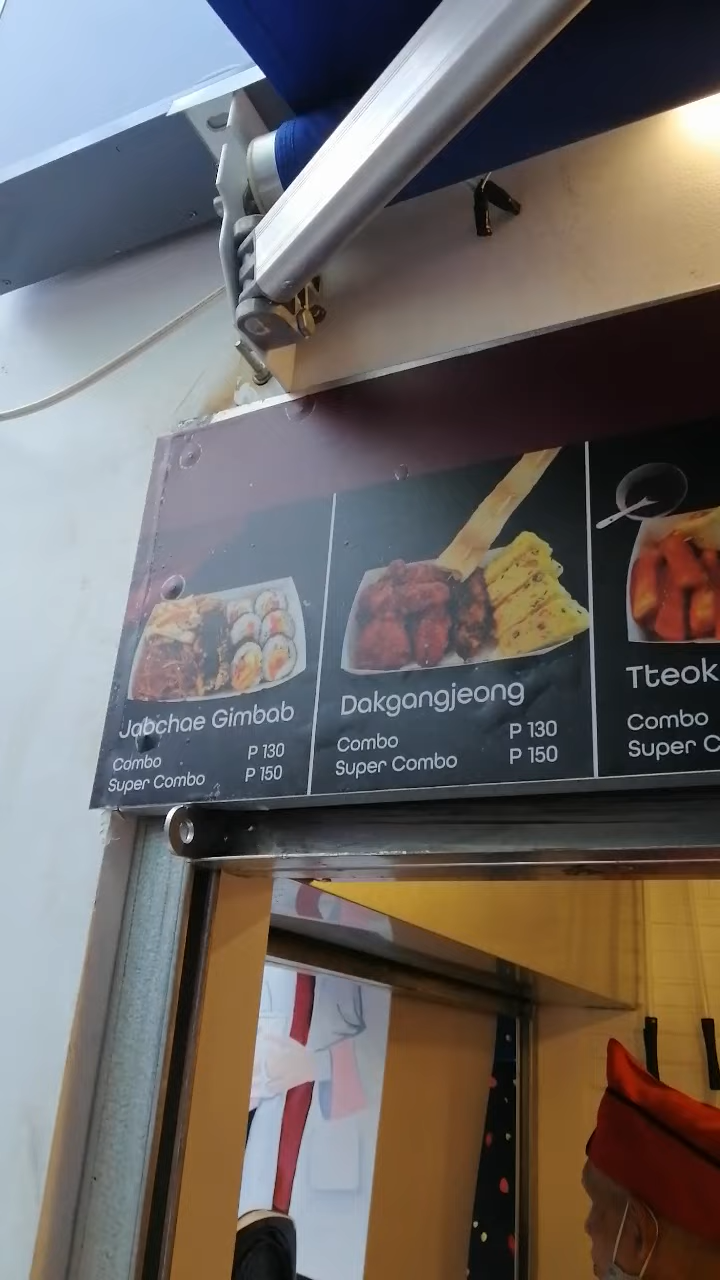 Jabchae Gimbab
Combo P 130
Super Combo P 150
Dakgangjeong
Combo P 130
Super Combo P 150
Tteok
Combo
Super C